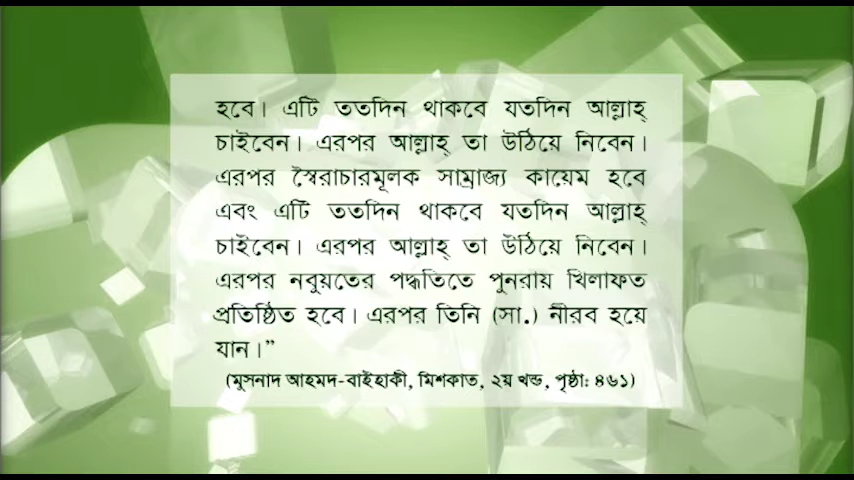 হবে। এটি ততদিন থাকবে যতদিন আল্লাহ্
চাইবেন। এরপর আল্লাহ্ তা উঠিয়ে নিবেন।
এরপর স্বৈরাচারমূলক সাম্রাজ্য কায়েম হবে
এবং এটি ততদিন থাকবে যতদিন আল্লাহ্
চাইবেন। এরপর আল্লাহ্ তা উঠিয়ে নিবেন।
এরপর নবুয়তের পদ্ধতিতে পুনরায় খিলাফত
প্রতিষ্ঠিত হবে। এরপর তিনি (সা.) নীরব হয়ে
যান।”
(মুসনাদ আহমদ-বাইহাকী, মিশকাত, ২য় খন্ড, পৃষ্ঠা: ৪৬১)